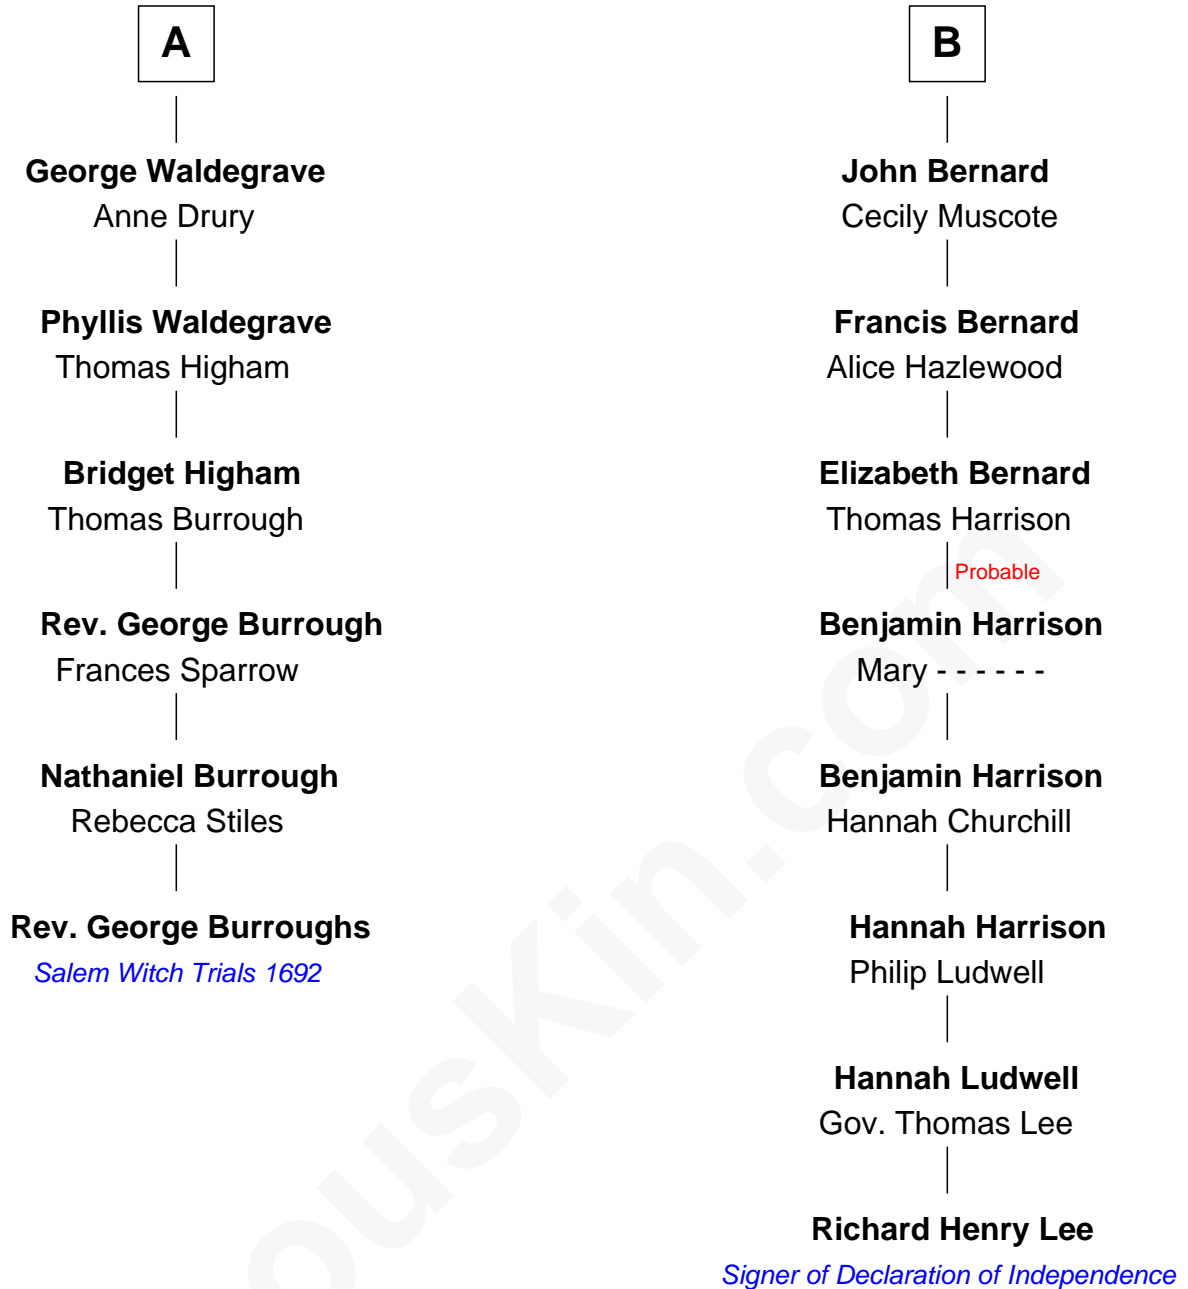 A
George Waldegrave
Anne Drury
Phyllis Waldegrave
Thomas Higham
Bridget Higham
Thomas Burrough
Rev. George Burrough
Frances Sparrow
Nathaniel Burrough
Rebecca Stiles
Rev. George Burroughs
Salem Witch Trials 1692
B
John Bernard
Cecily Muscote
Francis Bernard
Alice Hazlewood
Elizabeth Bernard
Thomas Harrison
Probable
Benjamin Harrison
Mary - - - - - -
Benjamin Harrison
Hannah Churchill
Hannah Harrison
Philip Ludwell
Hannah Ludwell
Gov. Thomas Lee
Richard Henry Lee
Signer of Declaration of Independence
ousKin.com